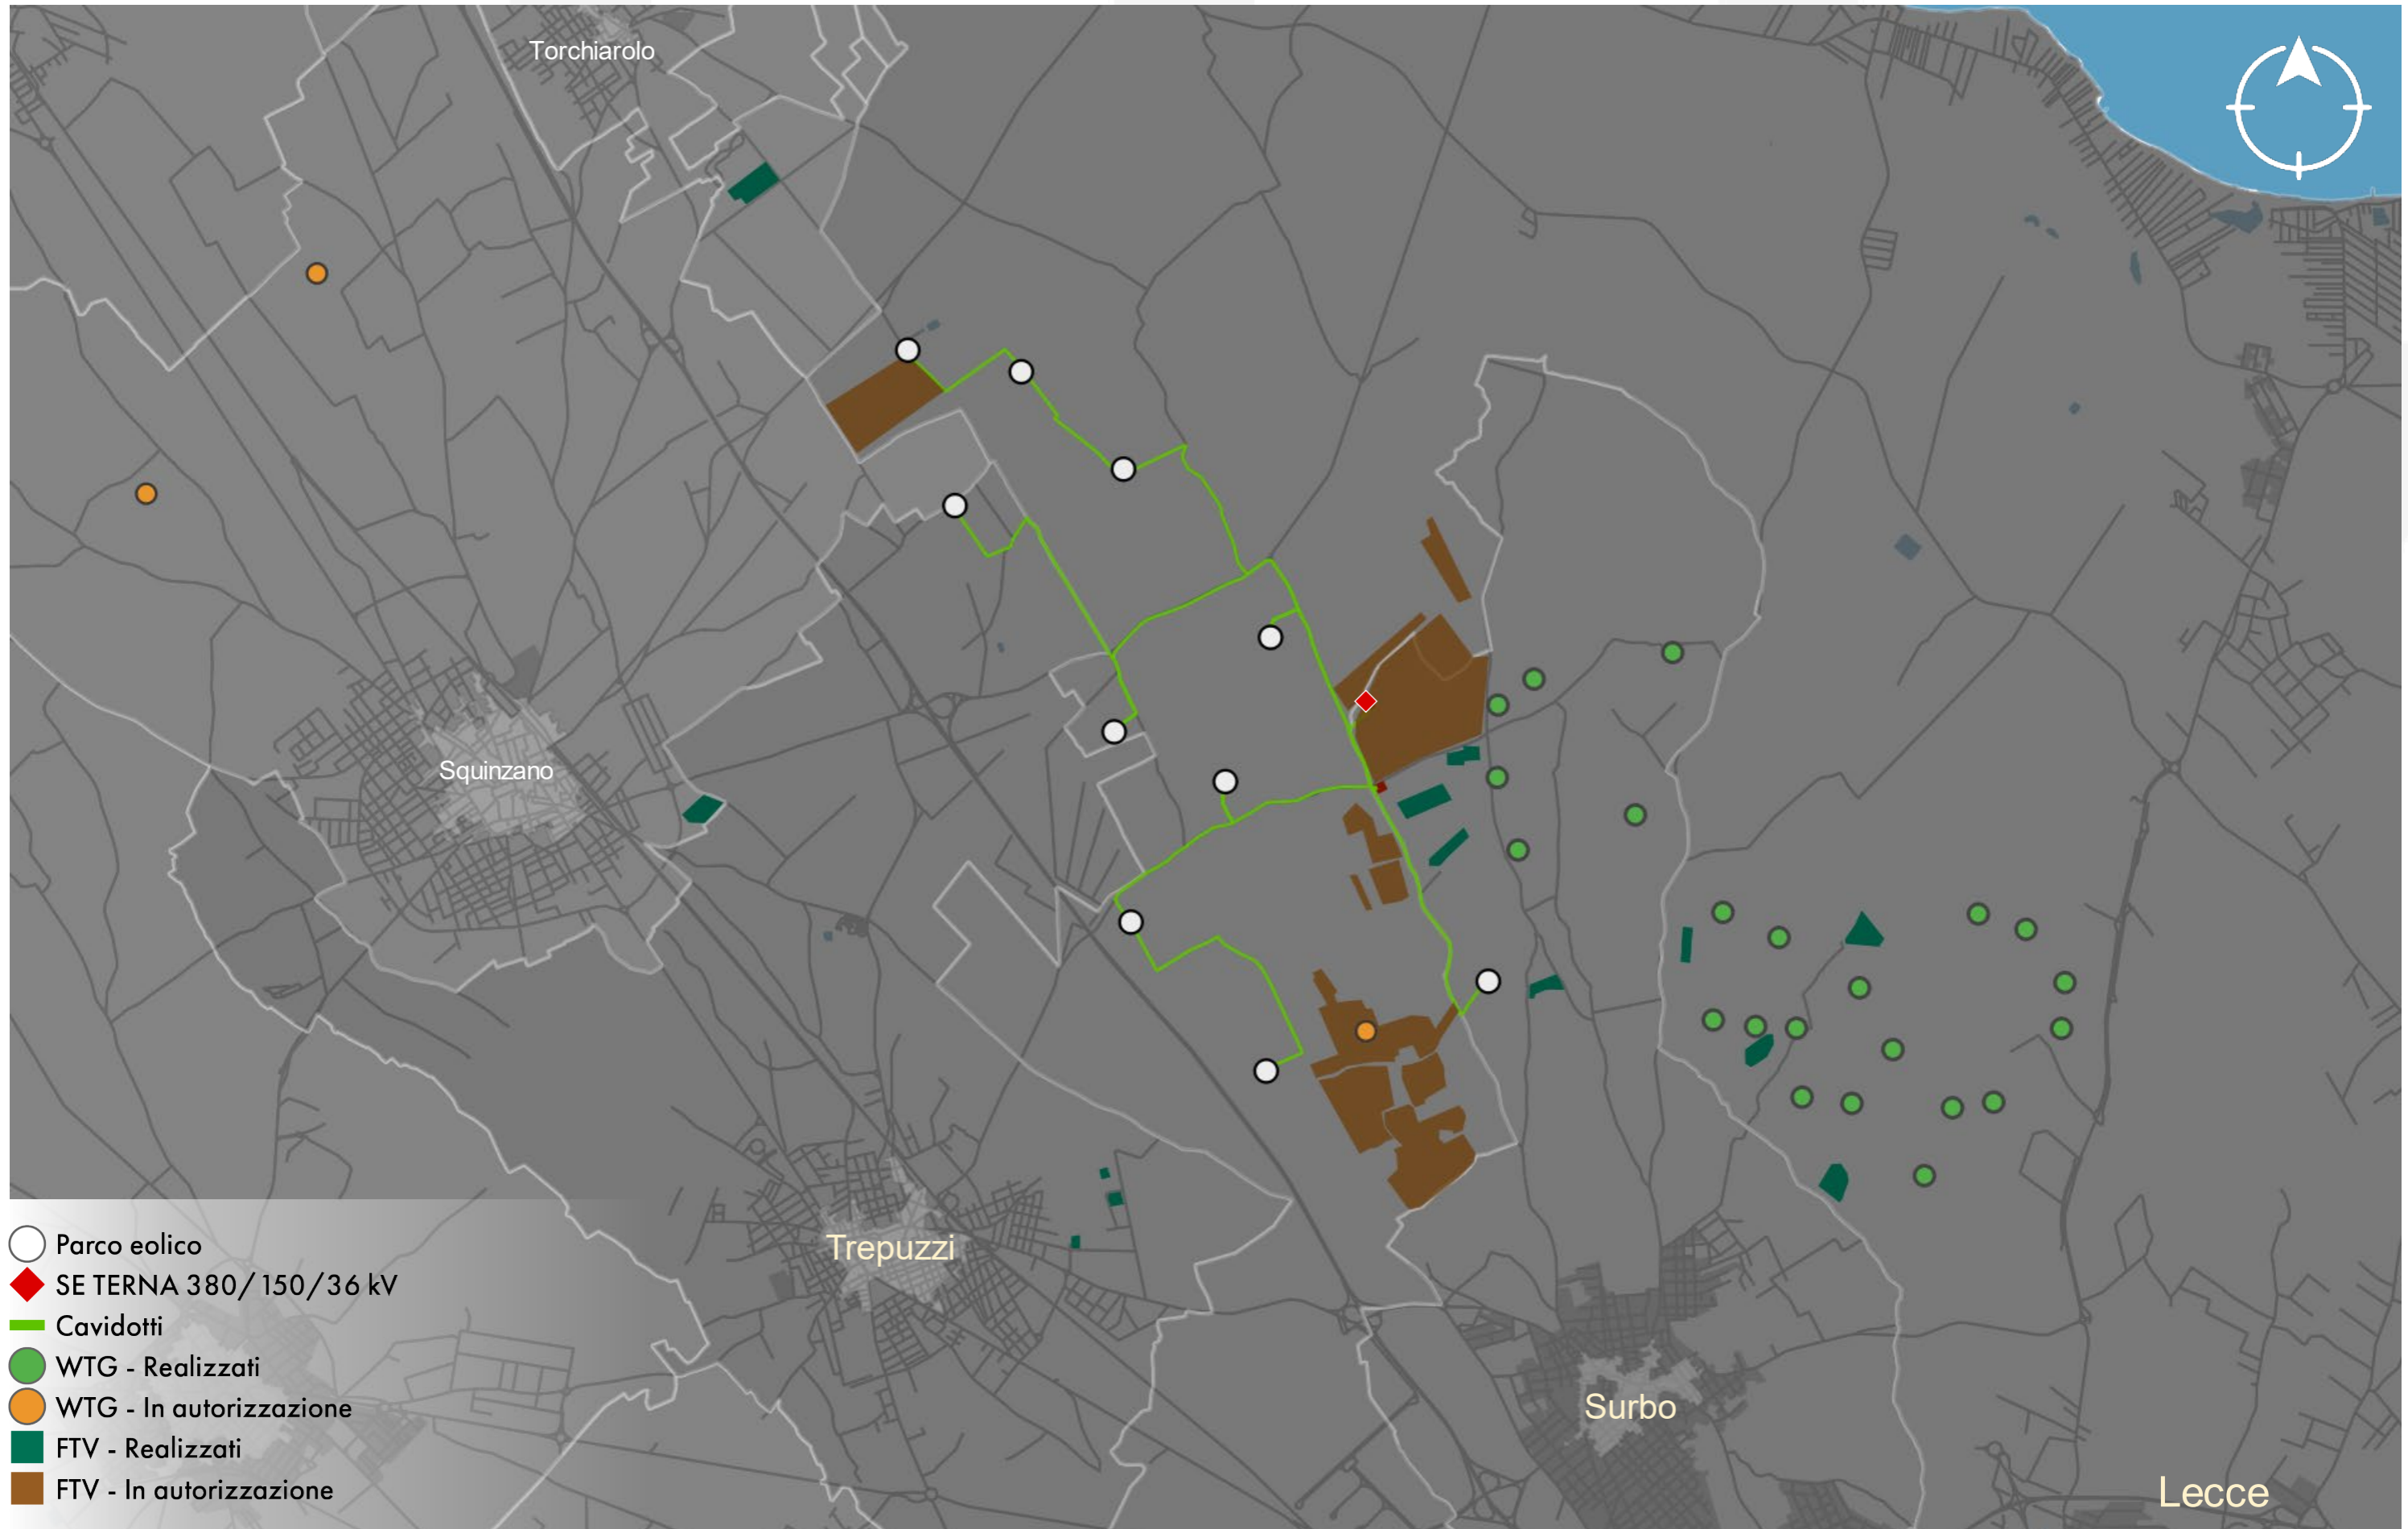 Torchiarolo
Squinzano
Trepuzzi
Surbo
Lecce
Parco eolico
SE TERNA 380/150/36 kV
Cavidotti
WTG - Realizzati
WTG - In autorizzazione
FTV - Realizzati
FTV - In autorizzazione